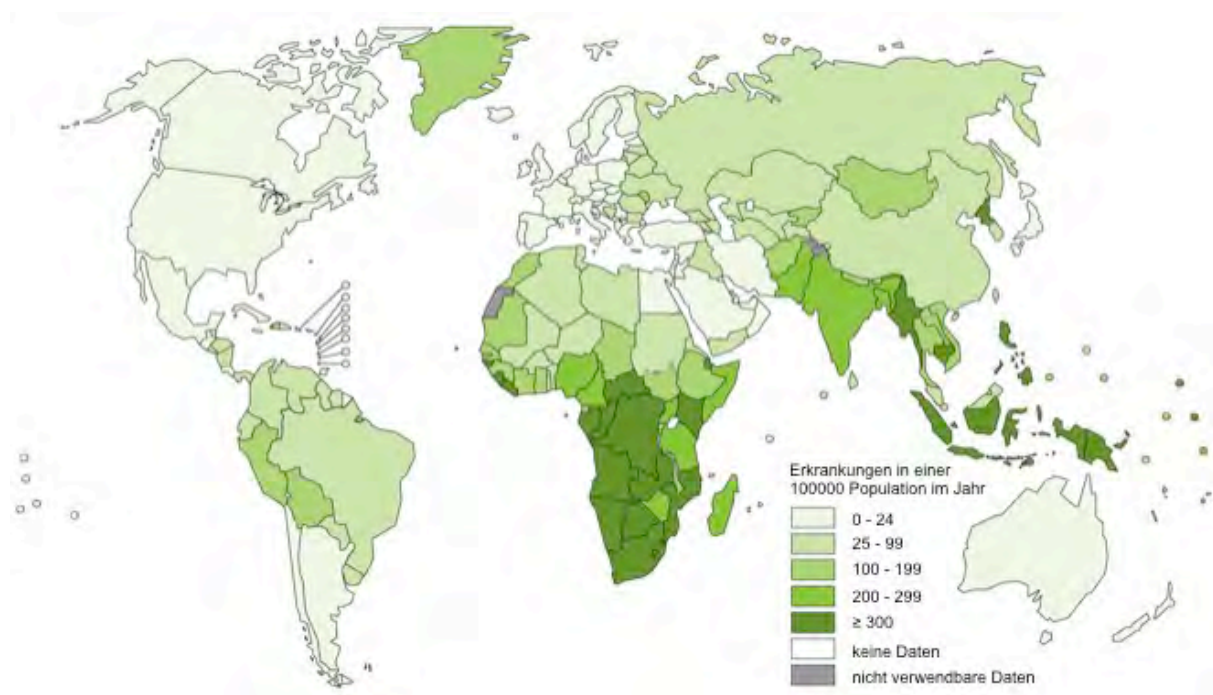 Erkrankungen in einer
100000 Population im Jahr
0 - 24
25 - 99
100 - 199
200 - 299
≥ 300
keine Daten
nicht verwendbare Daten